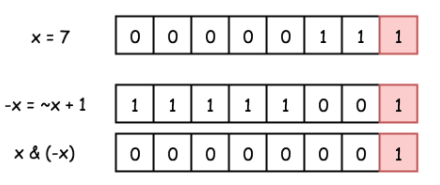 x = 7 0 0 0 0 0 1 1 1
-x = ~x + 1 1 1 1 1 1 0 0 1
x & (-x) 0 0 0 0 0 0 0 1